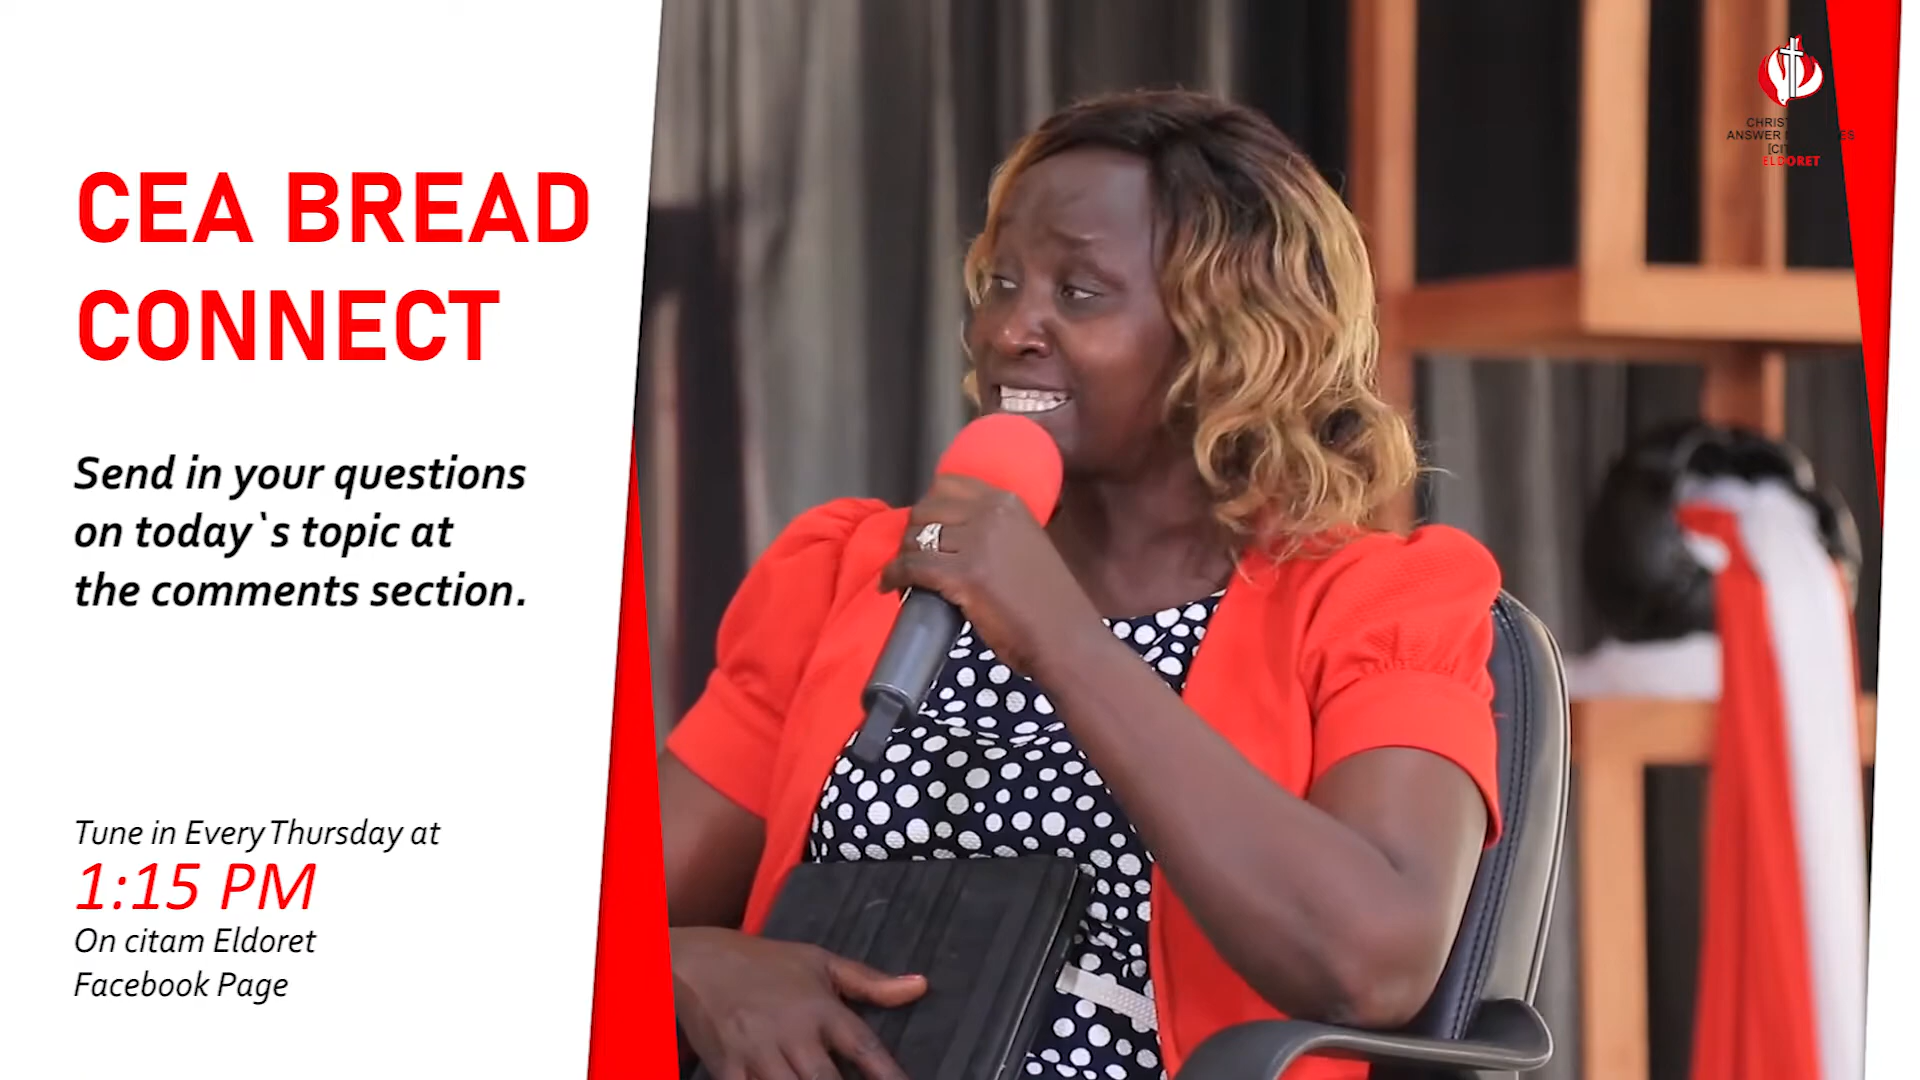 CEA BREAD
CONNECT
Send in your questions
on today`s topic at
the comments section.
Tune in Every Thursday at
1:15 PM
On citam Eldoret
Facebook Page
ANSWER
ELDORET